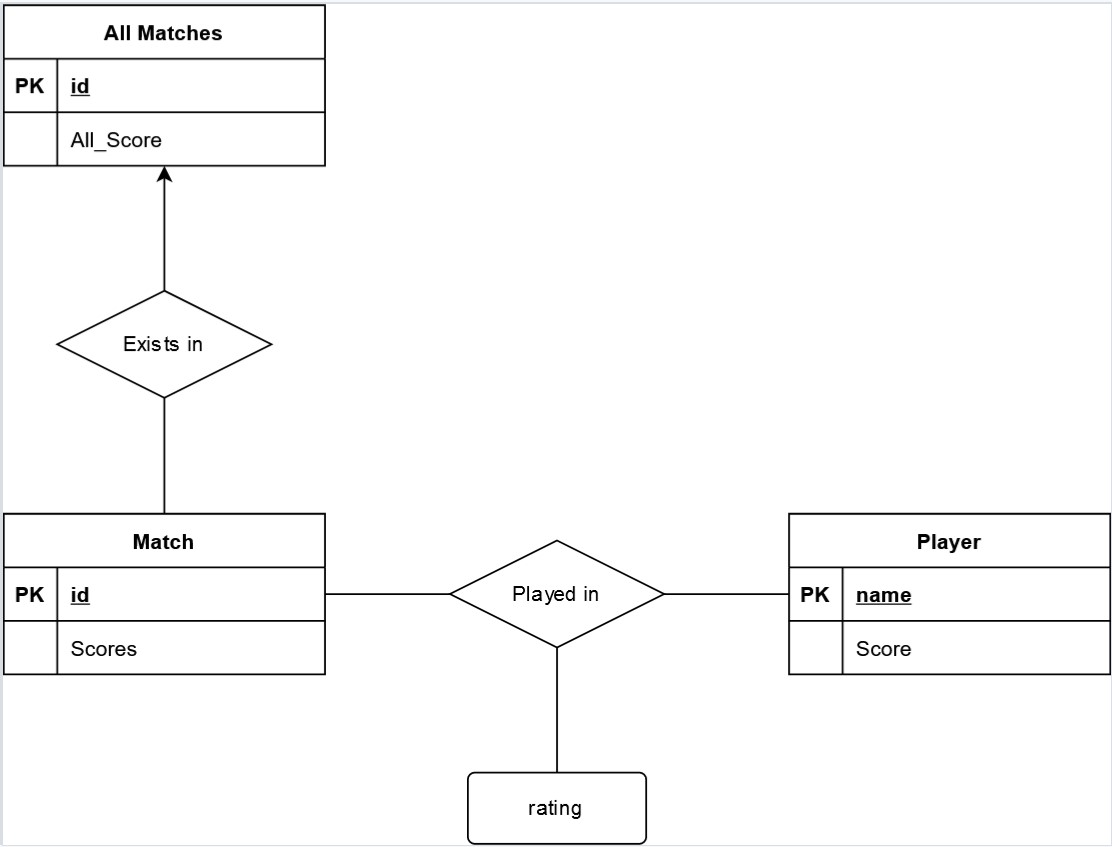 All Matches
PK id
All_Score
Exists in
Match
PK id
Scores
Played in
Player
PK name
Score
rating